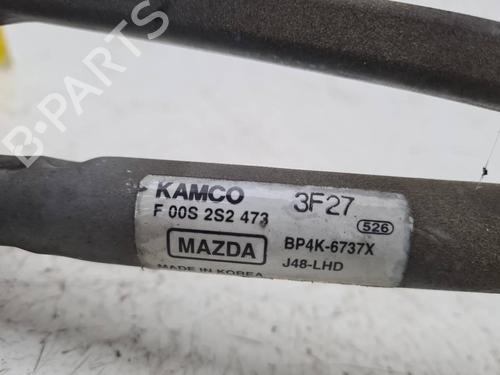 B-PARTS
KAMCO 3F27
F 00S 2S2 473 526
MAZDA BP4K-6737X
MADE IN KOREA J48-LHD